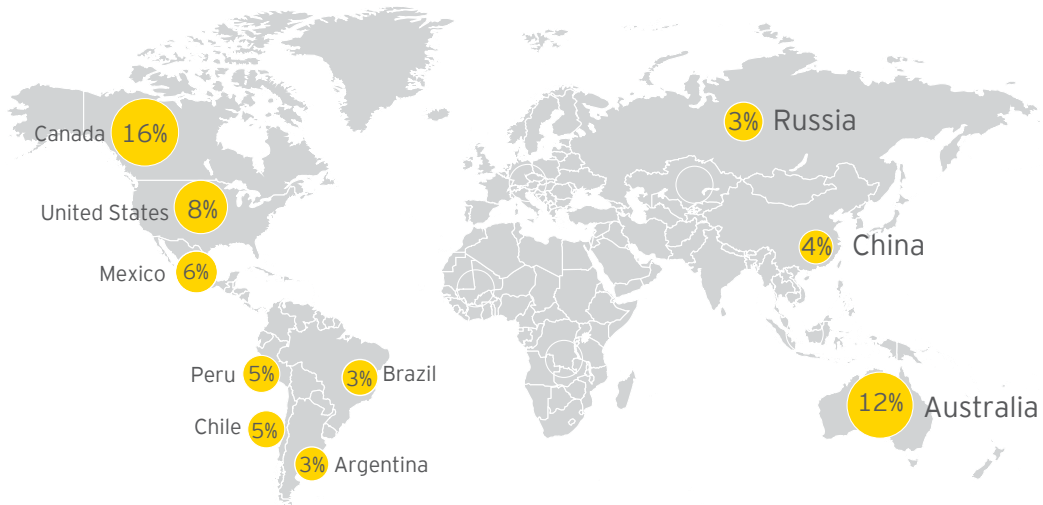 Canada 16%
United States 8%
Mexico 6%
Peru 5%
3% Brazil
Chile 5%
3% Argentina
3% Russia
4% China
12% Australia